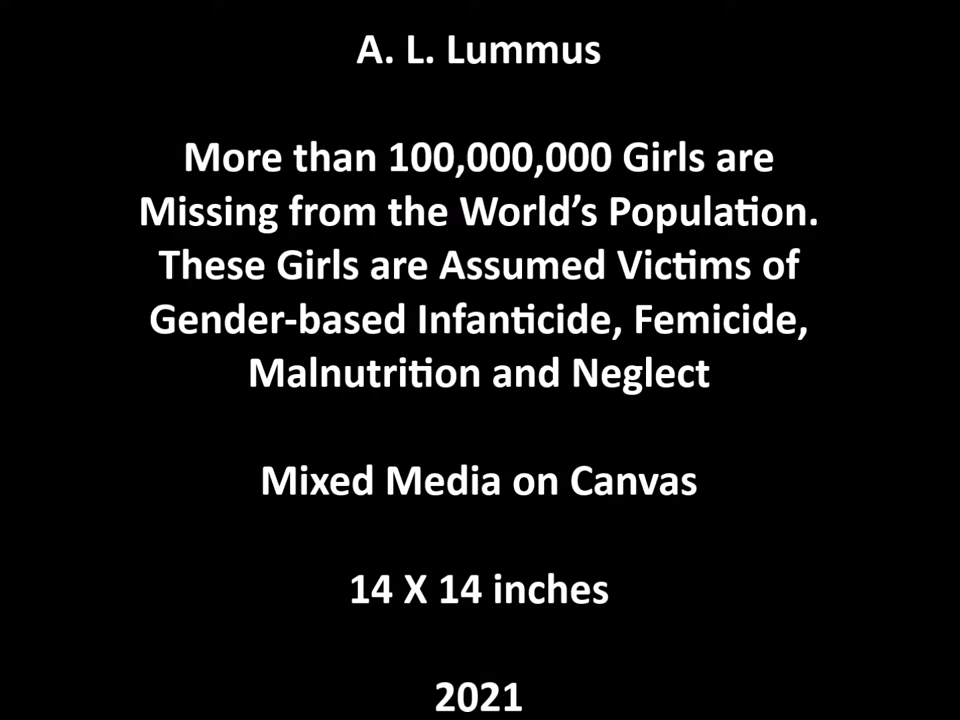 A. L. Lummus
More than 100,000,000 Girls are
Missing from the World’s Population.
These Girls are Assumed Victims of
Gender-based Infanticide, Femicide,
Malnutrition and Neglect
Mixed Media on Canvas
14 X 14 inches
2021